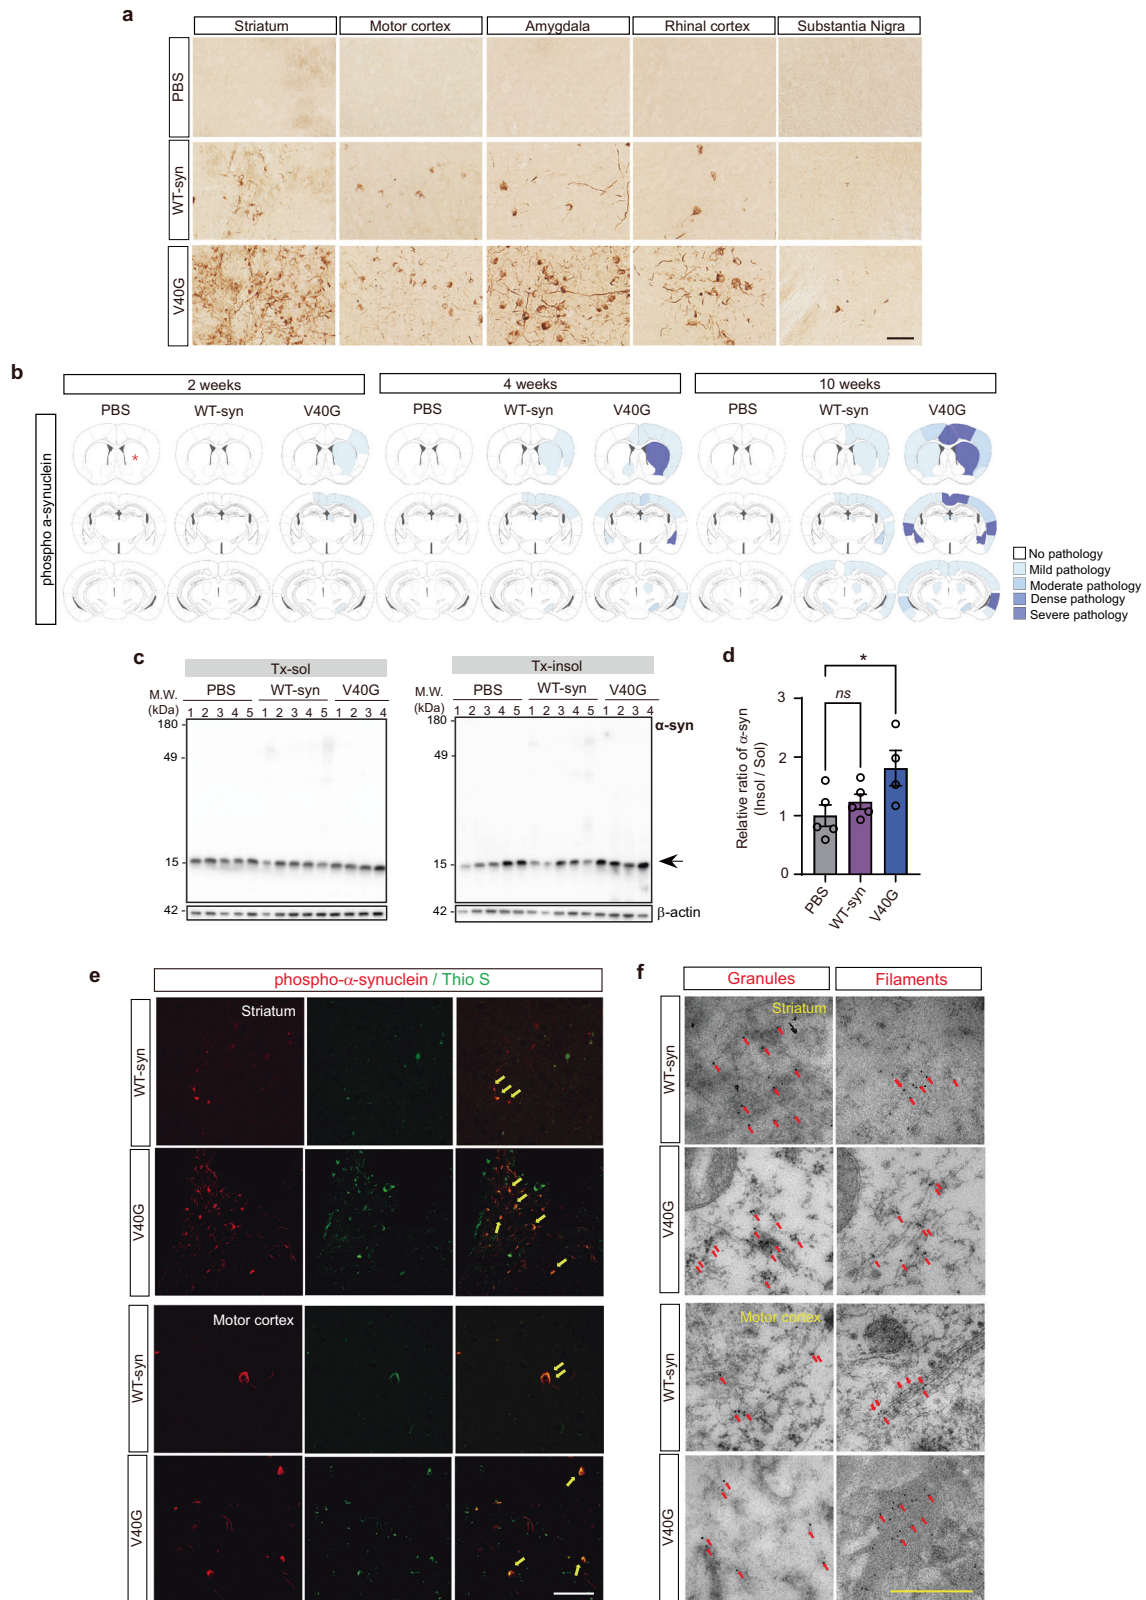 a
Striatum Motor cortex Amygdala Rhinal cortex Substantia Nigra
PBS
WT-syn
V40G
b
2 weeks 4 weeks 10 weeks
PBS WT-syn V40G PBS WT-syn V40G PBS WT-syn V40G
phospho a-synuclein
*
No pathology
Mild pathology
Moderate pathology
Dense pathology
Severe pathology
c
Tx-sol Tx-insol
M.W. (kDa) PBS WT-syn V40G M.W. (kDa) PBS WT-syn V40G
1 2 3 4 5 1 2 3 4 5 1 2 3 4 1 2 3 4 5 1 2 3 4 5 1 2 3 4
180 180 α-syn
49 49
15 15
42 42 β-actin
d
*
ns
Relative ratio of α-syn
(Insol / Sol)
3
2
1
0
PBS WT-syn V40G
e
phospho-α-synuclein / Thio S
WT-syn Striatum
V40G
WT-syn Motor cortex
V40G
f
Granules Filaments
WT-syn Striatum
V40G
WT-syn Motor cortex
V40G